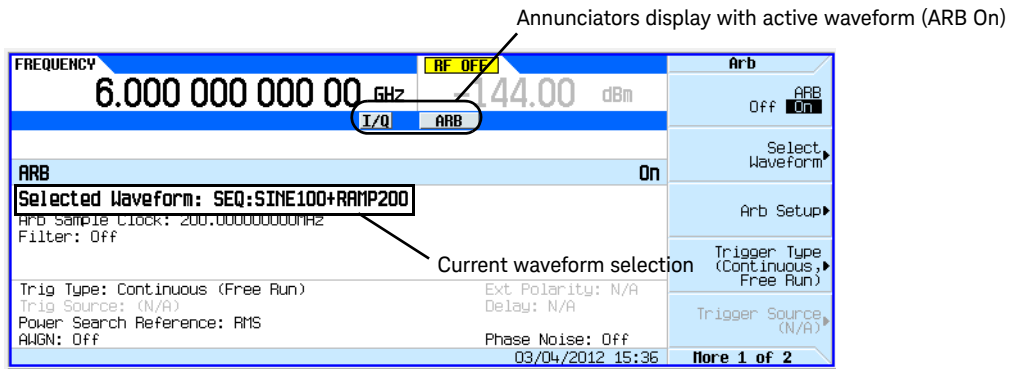 Annunciators display with active waveform (ARB On)
FREQUENCY
RF OFF
6.000 000 000 00 GHz
-144.00 dBm
I/Q ARB
ARB On
Selected Waveform: SEQ:SINE100+RAMP200
Arb Sample Clock: 200.000000000MHz
Filter: Off
Current waveform selection
Trig Type: Continuous (Free Run)
Ext Polarity: N/A
Trig Source: (N/A)
Delay: N/A
Power Search Reference: RMS
AWGN: Off
Phase Noise: Off
03/04/2012 15:36
Arb
ARB
Off On
Select
Waveform
Arb Setup
Trigger Type
(Continuous,
Free Run)
Trigger Source
(N/A)
More 1 of 2